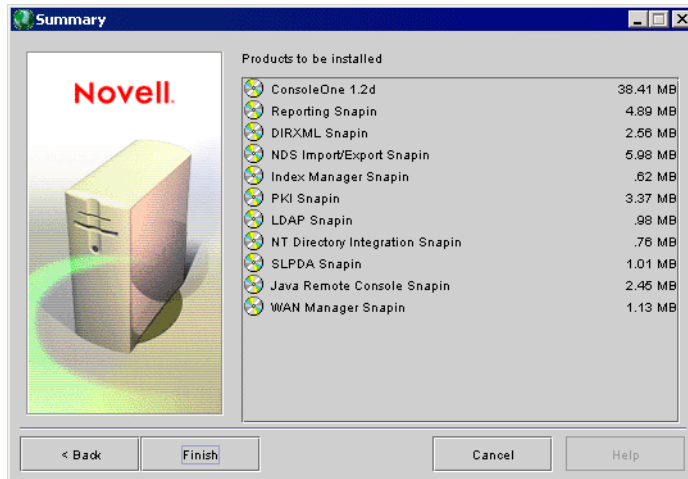 Summary
Novell.
Products to be installed
ConsoleOne 1.2d 38.41 MB
Reporting Snapin 4.89 MB
DIRXML Snapin 2.56 MB
NDS Import/Export Snapin 5.98 MB
Index Manager Snapin .62 MB
PKI Snapin 3.37 MB
LDAP Snapin .98 MB
NT Directory Integration Snapin .76 MB
SLPDA Snapin 1.01 MB
Java Remote Console Snapin 2.45 MB
WAN Manager Snapin 1.13 MB
< Back Finish Cancel Help